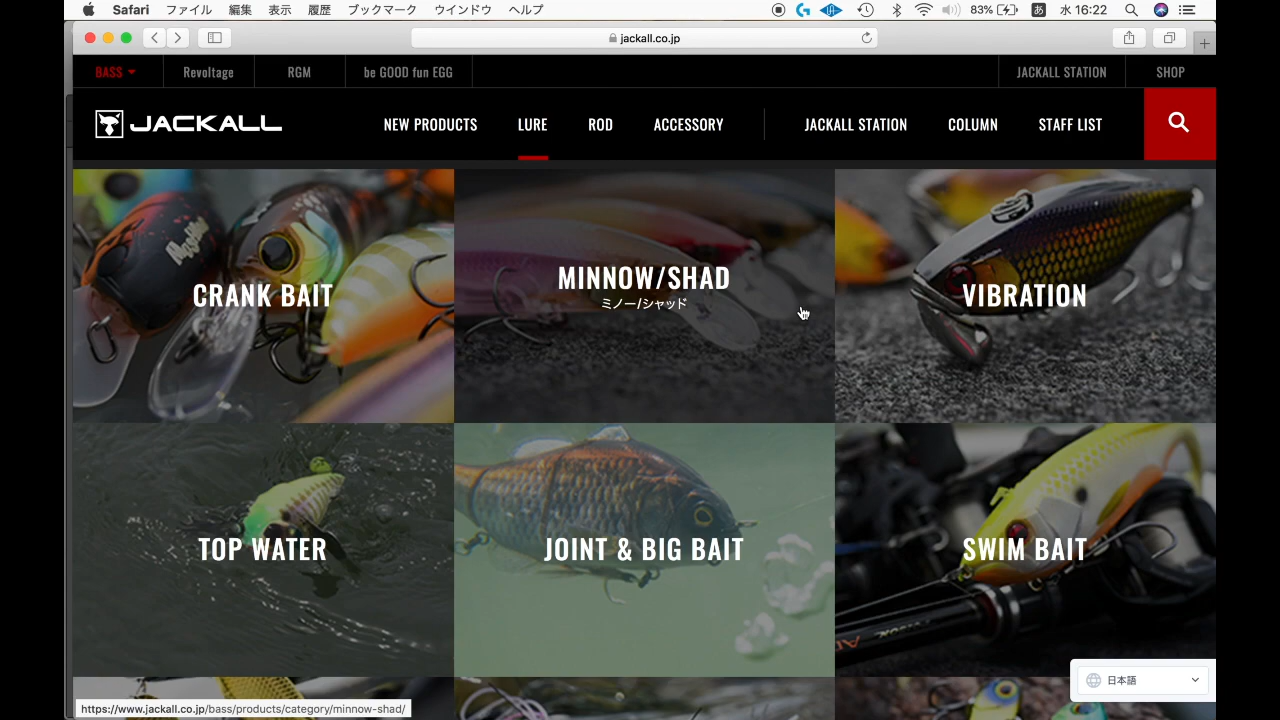 Safari ファイル 編集 表示 履歴 ブックマーク ウインドウ ヘルプ 83% あ 水 16:22
jackall.co.jp
BASS Revoltage RGM be GOOD fun EGG JACKALL STATION SHOP
JACKALL NEW PRODUCTS LURE ROD ACCESSORY JACKALL STATION COLUMN STAFF LIST
CRANK BAIT
MINNOW/SHAD
ミノー/シャッド
VIBRATION
TOP WATER
JOINT & BIG BAIT
SWIM BAIT
日本語
https://www.jackall.co.jp/bass/products/category/minnow-shad/